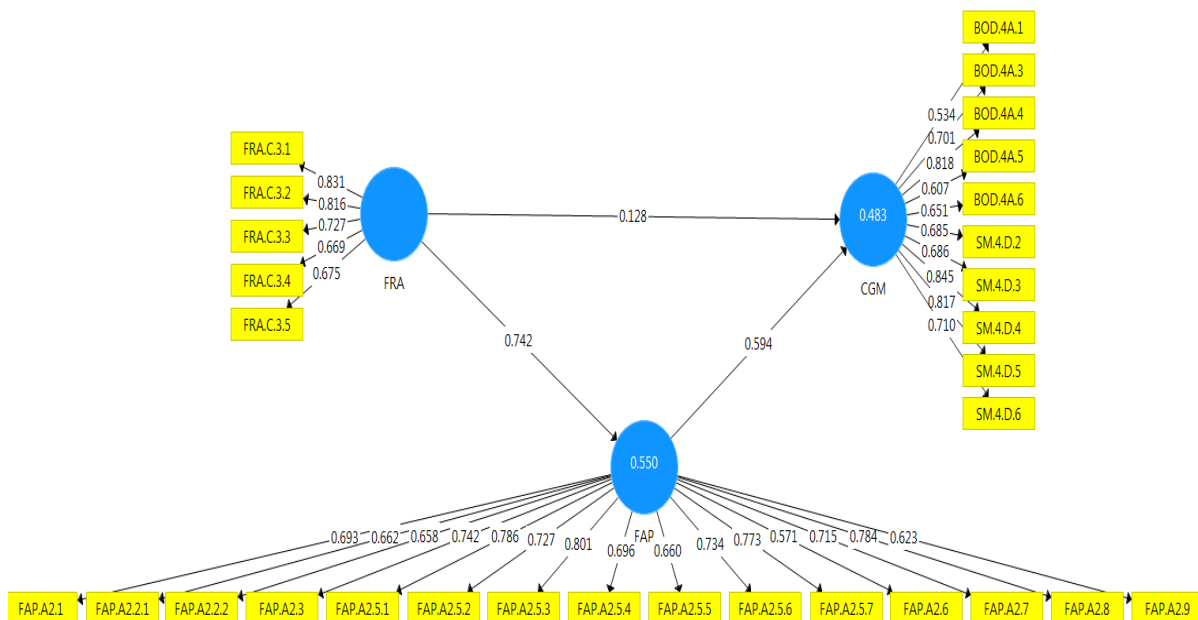 BOD.4A.1
BOD.4A.3
BOD.4A.4
BOD.4A.5
BOD.4A.6
SM.4.D.2
SM.4.D.3
SM.4.D.4
SM.4.D.5
SM.4.D.6
0.534
0.701
0.818
0.607
0.651
0.685
0.686
0.845
0.817
0.710
0.483
CGM
FRA.C.3.1
FRA.C.3.2
FRA.C.3.3
FRA.C.3.4
FRA.C.3.5
0.831
0.816
0.727
0.669
0.675
FRA
0.128
0.742
0.594
0.550
FAP
0.693
0.662
0.658
0.742
0.786
0.727
0.801
0.696
0.660
0.734
0.773
0.571
0.715
0.784
0.623
FAP.A2.1
FAP.A2.2.1
FAP.A2.2.2
FAP.A2.3
FAP.A2.5.1
FAP.A2.5.2
FAP.A2.5.3
FAP.A2.5.4
FAP.A2.5.5
FAP.A2.5.6
FAP.A2.5.7
FAP.A2.6
FAP.A2.7
FAP.A2.8
FAP.A2.9